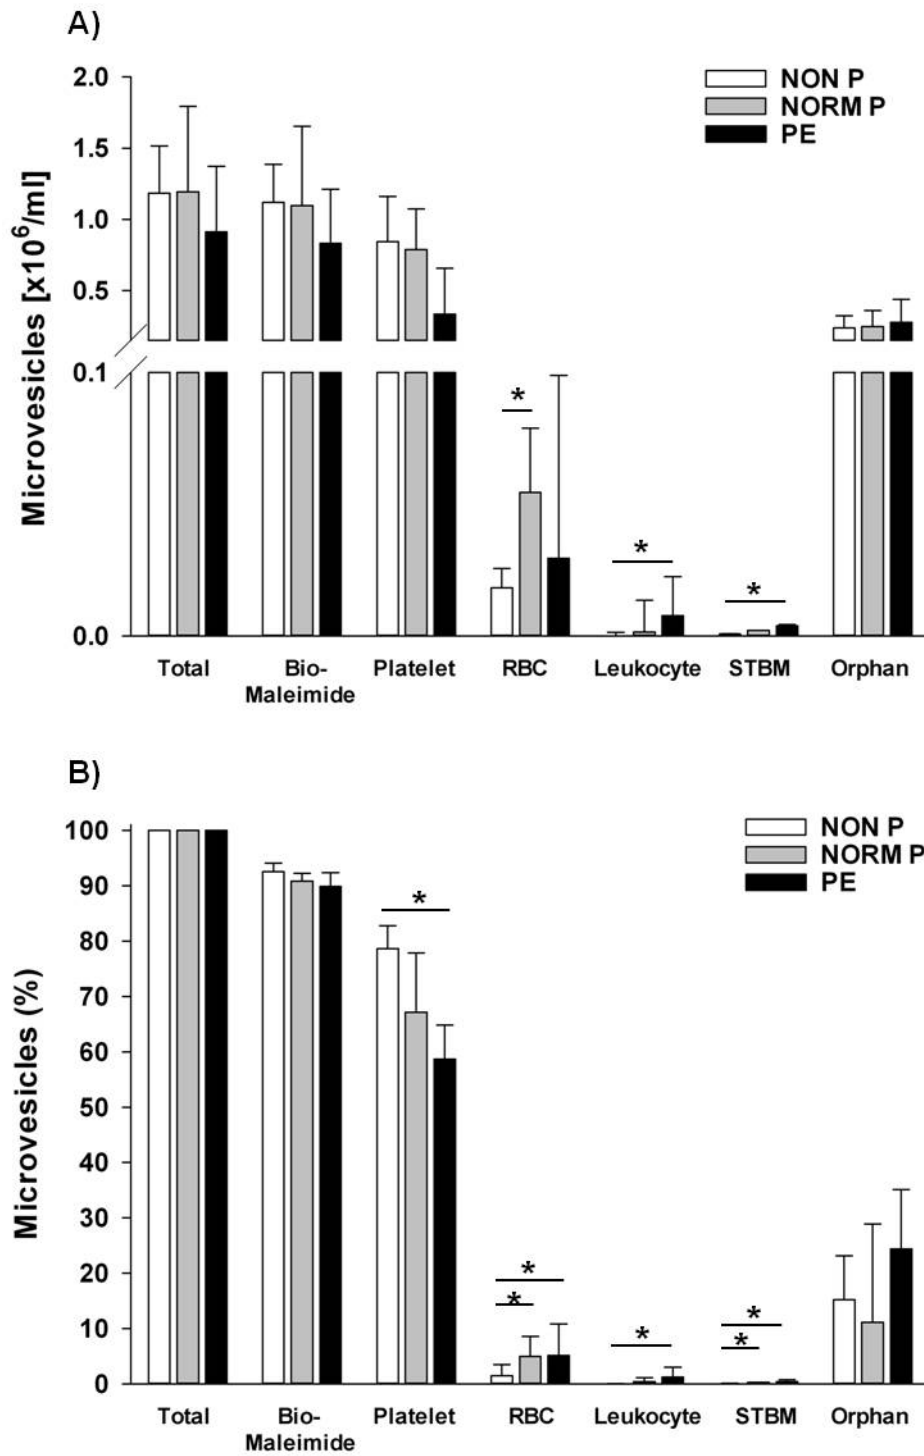 A)
NON P
NORM P
PE
Microvesicles [x10⁶/ml]
2.0
1.5
1.0
0.5
0.1
0.0
*
*
*
Total
Bio-
Maleimide
Platelet
RBC
Leukocyte
STBM
Orphan
B)
NON P
NORM P
PE
Microvesicles (%)
100
90
80
70
60
50
40
30
20
10
0
*
*
*
*
*
*
Total
Bio-
Maleimide
Platelet
RBC
Leukocyte
STBM
Orphan